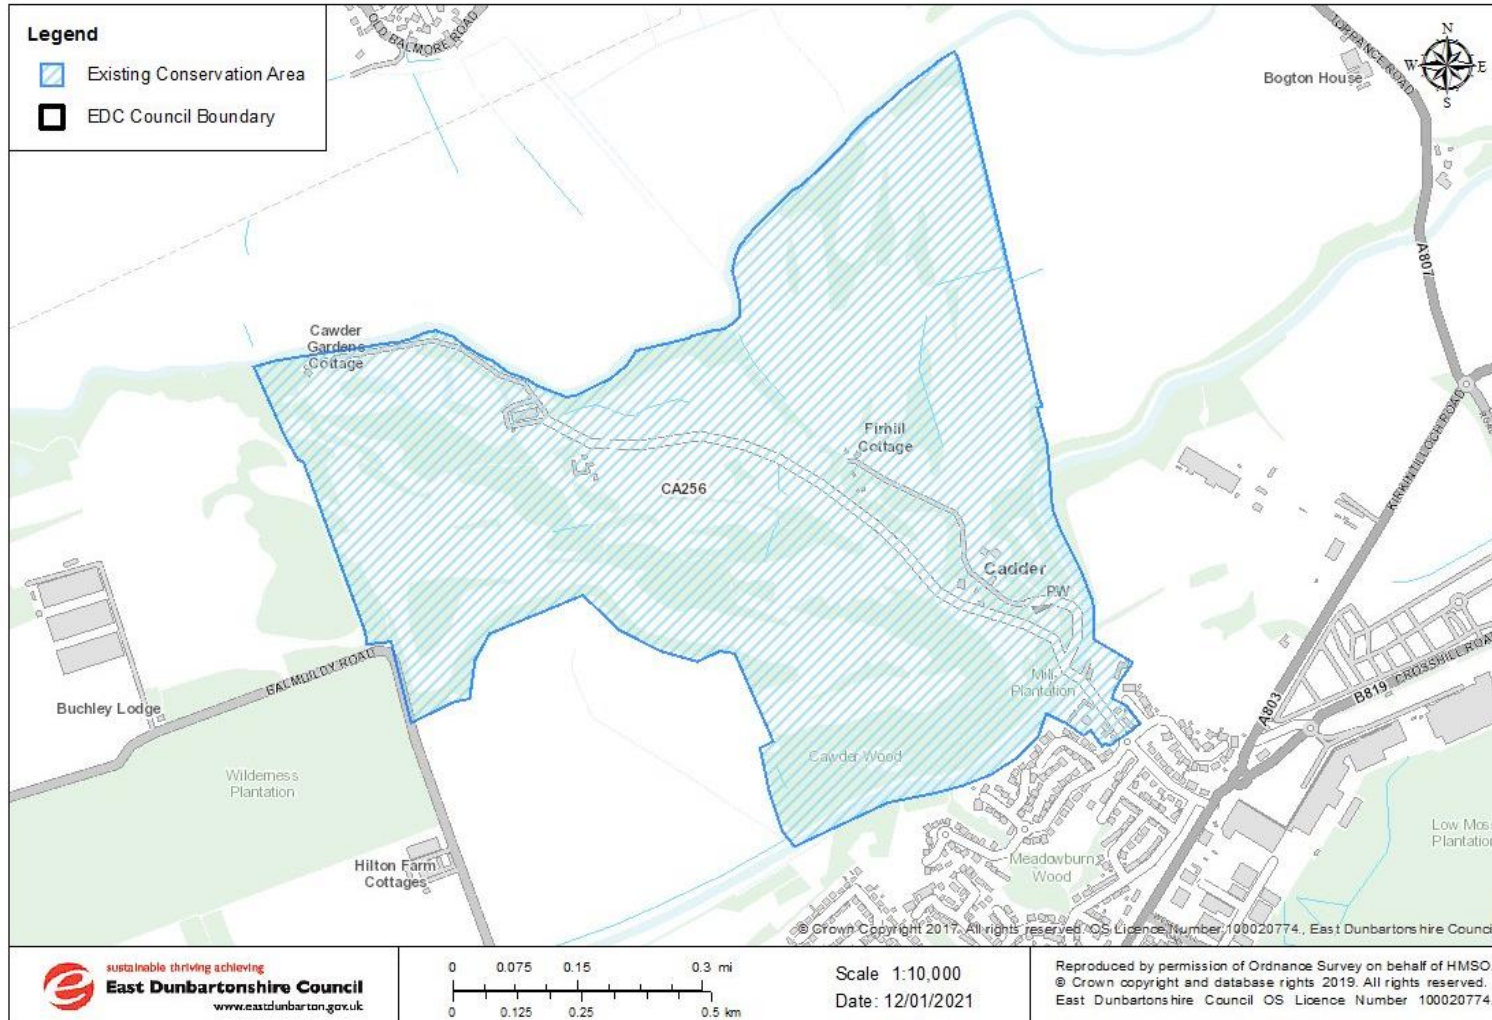 Legend
Existing Conservation Area
EDC Council Boundary
OLD BALMORE ROAD
TORRANCE ROAD
N
W
E
S
Bogton House
A807
Cawder
Gardens
Cottage
Firhill
Cottage
CA256
KIRKINTILLOCH ROAD
ROAD
Cadder
PW
BALMUILDY ROAD
Buchley Lodge
Mill
Plantation
A803
B819
CROSSHILL ROAD
Cawder Wood
Wilderness
Plantation
Hilton Farm
Cottages
Meadowburn
Wood
Low Moss
Plantation
© Crown Copyright 2017. All rights reserved. OS Licence Number 100020774., East Dunbartonshire Council
sustainable thriving achieving
East Dunbartonshire Council
www.eastdunbarton.gov.uk
0 0.075 0.15 0.3 mi
0 0.125 0.25 0.5 km
Scale 1:10,000
Date: 12/01/2021
Reproduced by permission of Ordnance Survey on behalf of HMSO.
© Crown copyright and database rights 2019. All rights reserved.
East Dunbartonshire Council OS Licence Number 100020774.